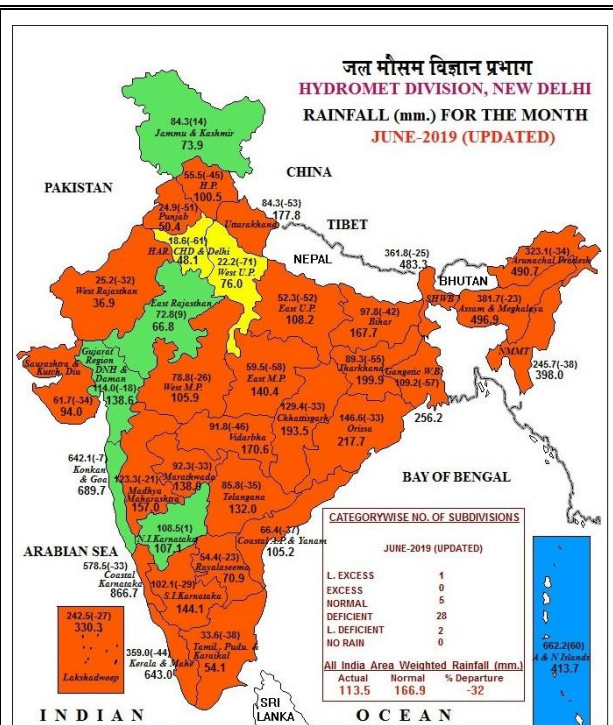 जल मौसम विज्ञान प्रभाग
HYDROMET DIVISION, NEW DELHI
RAINFALL (mm.) FOR THE MONTH
JUNE-2019 (UPDATED)
84.3(14)
Jammu & Kashmir
73.9
CHINA
PAKISTAN
55.5(-45)
H.P.
100.5
24.9(-51)
Punjab
50.4
84.3(-53)
177.8
Uttarakhand
TIBET
18.6(-61)
HAR. CHD & Delhi
48.1
22.2(-71)
West U.P.
76.0
NEPAL
361.8(-25)
483.3
BHUTAN
323.1(-34)
Arunachal Pradesh
490.7
25.2(-32)
West Rajasthan
36.9
East Rajasthan
72.8(9)
66.8
52.3(-52)
East U.P.
108.2
97.8(-42)
Bihar
167.7
SHWB
381.7(-23)
Assam & Meghalaya
496.9
NMMT
245.7(-38)
398.0
Saurashtra &
Kutch, Diu
61.7(-34)
94.0
Gujarat
Region
DNH &
Daman
114.0(-18)
138.6
78.8(-26)
West M.P.
105.9
59.5(-58)
East M.P.
140.4
89.3(-55)
Jharkhand
199.9
Gangetic W.B.
109.2(-57)
256.2
129.4(-33)
Chhattisgarh
193.5
146.6(-33)
Orissa
217.7
91.8(-46)
Vidarbha
170.6
642.1(-7)
Konkan
& Goa
689.7
123.3(-21)
Madhya
Maharashtra
157.0
92.3(-33)
Marathwada
138.0
85.8(-35)
Telangana
132.0
BAY OF BENGAL
108.5(1)
N.I.Karnataka
107.1
66.4(-37)
Coastal A.P. & Yanam
105.2
ARABIAN SEA
578.5(-33)
Coastal
Karnataka
866.7
54.4(-23)
Rayalaseema
70.9
102.1(-29)
S.I.Karnataka
144.1
242.5(-27)
330.3
Lakshadweep
359.0(-44)
Kerala & Mahe
643.0
33.6(-38)
Tamil, Pudu. &
Karaikal
54.1
CATEGORYWISE NO. OF SUBDIVISIONS
JUNE-2019 (UPDATED)
L. EXCESS 1
EXCESS 0
NORMAL 5
DEFICIENT 28
L. DEFICIENT 2
NO RAIN 0
All India Area Weighted Rainfall (mm.)
Actual Normal % Departure
113.5 166.9 -32
662.2(60)
A & N Islands
413.7
SRI
LANKA
INDIAN OCEAN